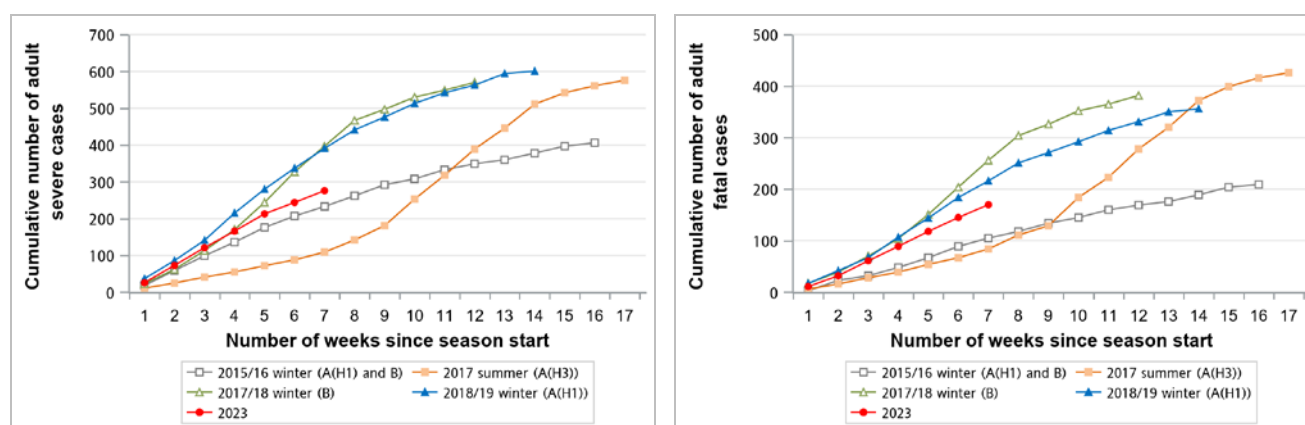 Cumulative number of adult
severe cases
700
600
500
400
300
200
100
0
1 2 3 4 5 6 7 8 9 10 11 12 13 14 15 16 17
Number of weeks since season start
2015/16 winter (A(H1) and B) 2017 summer (A(H3))
2017/18 winter (B) 2018/19 winter (A(H1))
2023
Cumulative number of adult
fatal cases
500
400
300
200
100
0
1 2 3 4 5 6 7 8 9 10 11 12 13 14 15 16 17
Number of weeks since season start
2015/16 winter (A(H1) and B) 2017 summer (A(H3))
2017/18 winter (B) 2018/19 winter (A(H1))
2023